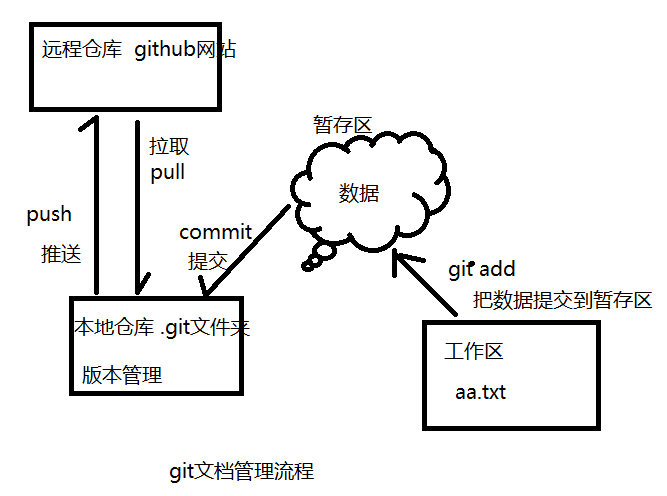 远程仓库 github网站
暂存区
拉取
pull
数据
push
推送
commit
提交
git add
把数据提交到暂存区
本地仓库 .git文件夹
版本管理
工作区
aa.txt
git文档管理流程